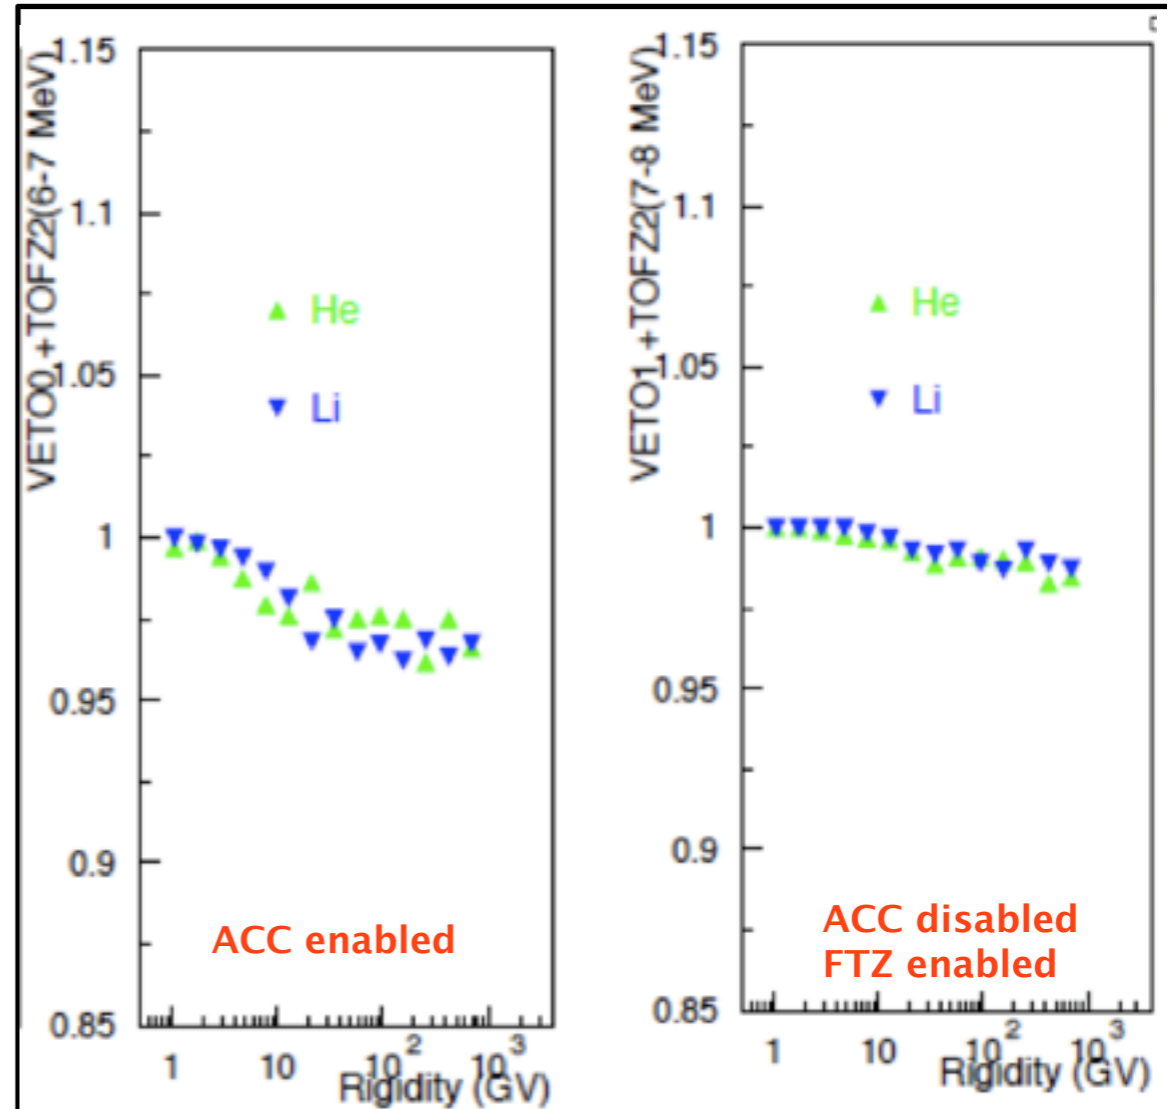 VETO0 +TOFZ2(6-7 MeV)
1.15
1.1
1.05
1
0.95
0.9
0.85
He
Li
ACC enabled
1 10 10² 10³
Rigidity (GV)
VETO1 +TOFZ2(7-8 MeV)
1.15
1.1
1.05
1
0.95
0.9
0.85
He
Li
ACC disabled
FTZ enabled
1 10 10² 10³
Rigidity (GV)